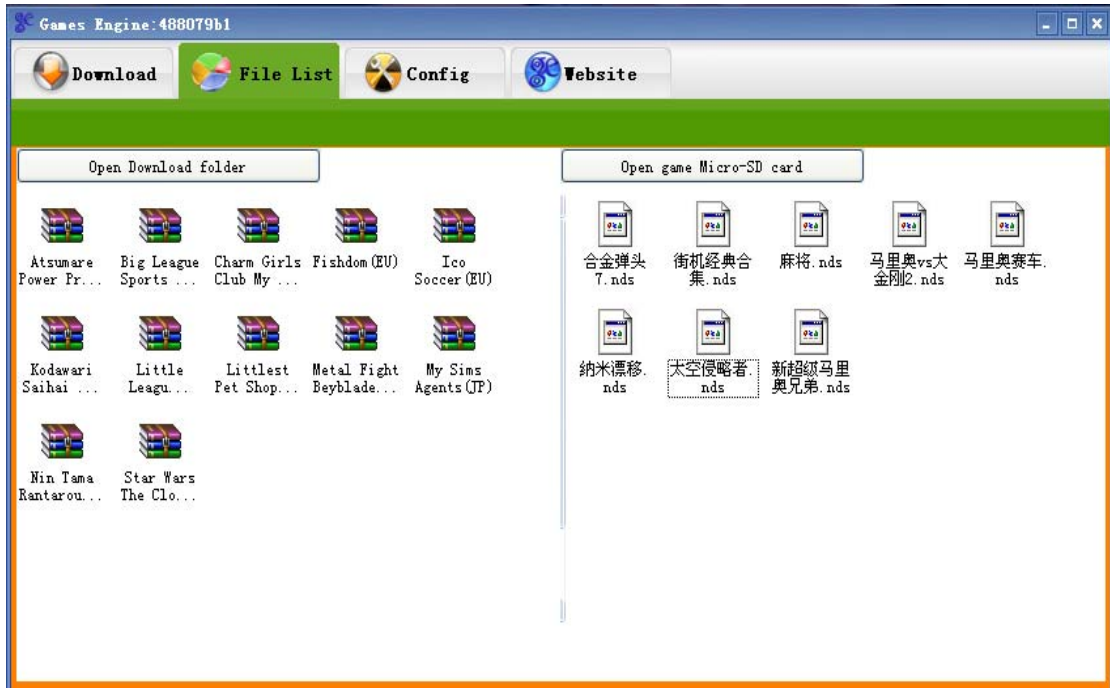 Games Engine:488079b1
Download
File List
Config
Website
Open Download folder
Open game Micro-SD card
Atsumare
Power Pr...
Big League
Sports ...
Charm Girls
Club My ...
Fishdom(EU)
Ico
Soccer(EU)
Kodawari
Saihai ...
Little
Leagu...
Littlest
Pet Shop...
Metal Fight
Beyblade...
My Sims
Agents(JP)
Nin Tama
Rantarou...
Star Wars
The Clo...
合金弹头
7.nds
街机经典合
集.nds
麻将.nds
马里奥vs大
金刚2.nds
马里奥赛车.
nds
纳米漂移.
nds
太空侵略者.
nds
新超级马里
奥兄弟.nds